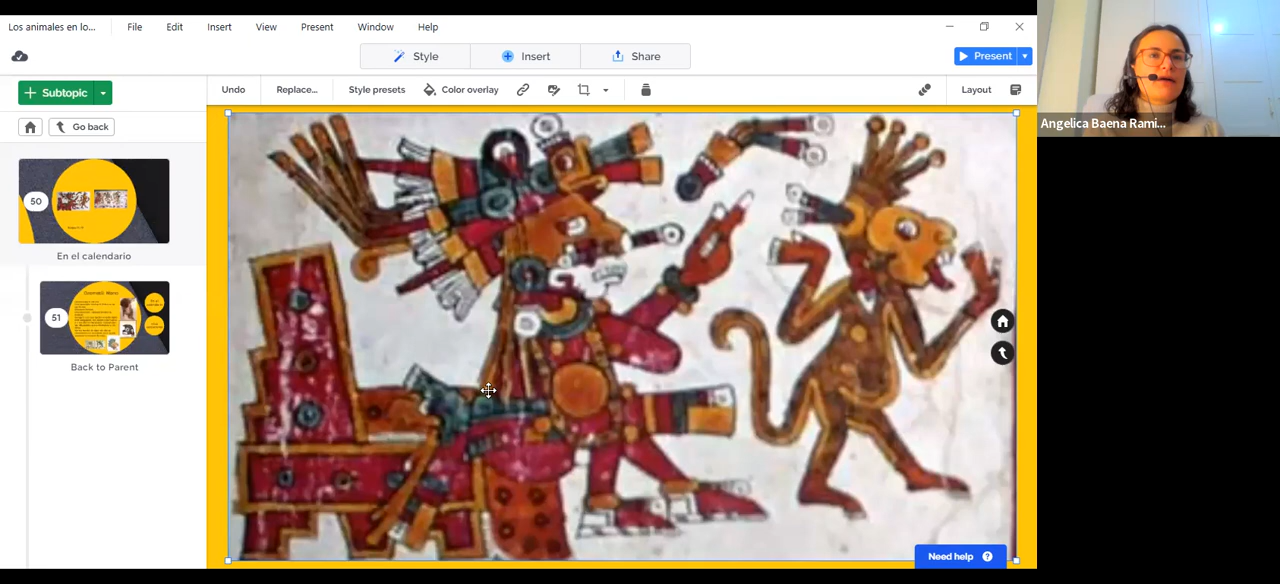 Los animales en lo...
File
Edit
Insert
View
Present
Window
Help
Style
Insert
Share
Present
Subtopic
Undo
Replace...
Style presets
Color overlay
Layout
Go back
Angelica Baena Rami...
50
En el calendario
51
Back to Parent
Need help ?